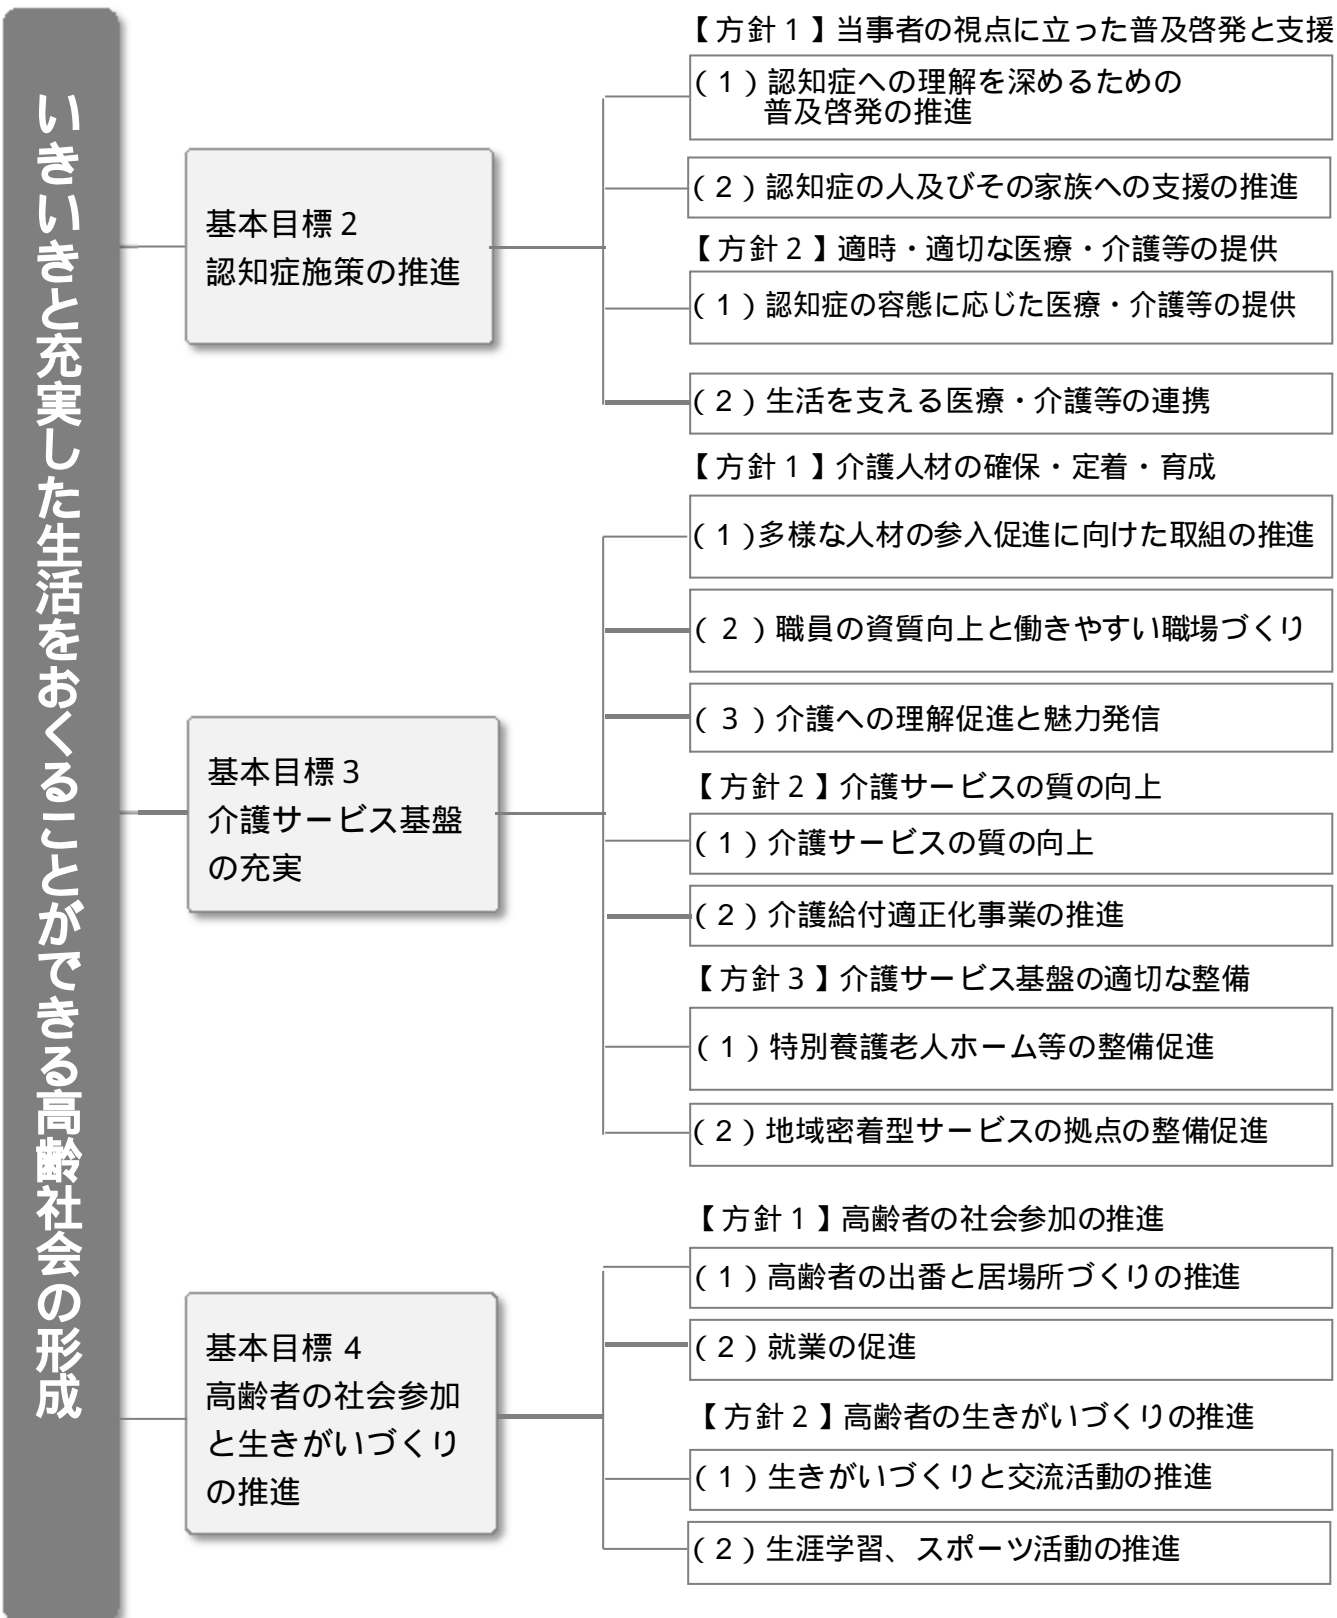 いきいきと充実した生活をおくることができる高齢社会の形成
基本目標２
認知症施策の推進
【方針１】当事者の視点に立った普及啓発と支援
（１）認知症への理解を深めるための
普及啓発の推進
（２）認知症の人及びその家族への支援の推進
【方針２】適時・適切な医療・介護等の提供
（１）認知症の容態に応じた医療・介護等の提供
（２）生活を支える医療・介護等の連携
基本目標３
介護サービス基盤
の充実
【方針１】介護人材の確保・定着・育成
（１）多様な人材の参入促進に向けた取組の推進
（２）職員の資質向上と働きやすい職場づくり
（３）介護への理解促進と魅力発信
【方針２】介護サービスの質の向上
（１）介護サービスの質の向上
（２）介護給付適正化事業の推進
【方針３】介護サービス基盤の適切な整備
（１）特別養護老人ホーム等の整備促進
（２）地域密着型サービスの拠点の整備促進
基本目標 4
高齢者の社会参加
と生きがいづくり
の推進
【方針１】高齢者の社会参加の推進
（１）高齢者の出番と居場所づくりの推進
（２）就業の促進
【方針２】高齢者の生きがいづくりの推進
（１）生きがいづくりと交流活動の推進
（２）生涯学習、スポーツ活動の推進